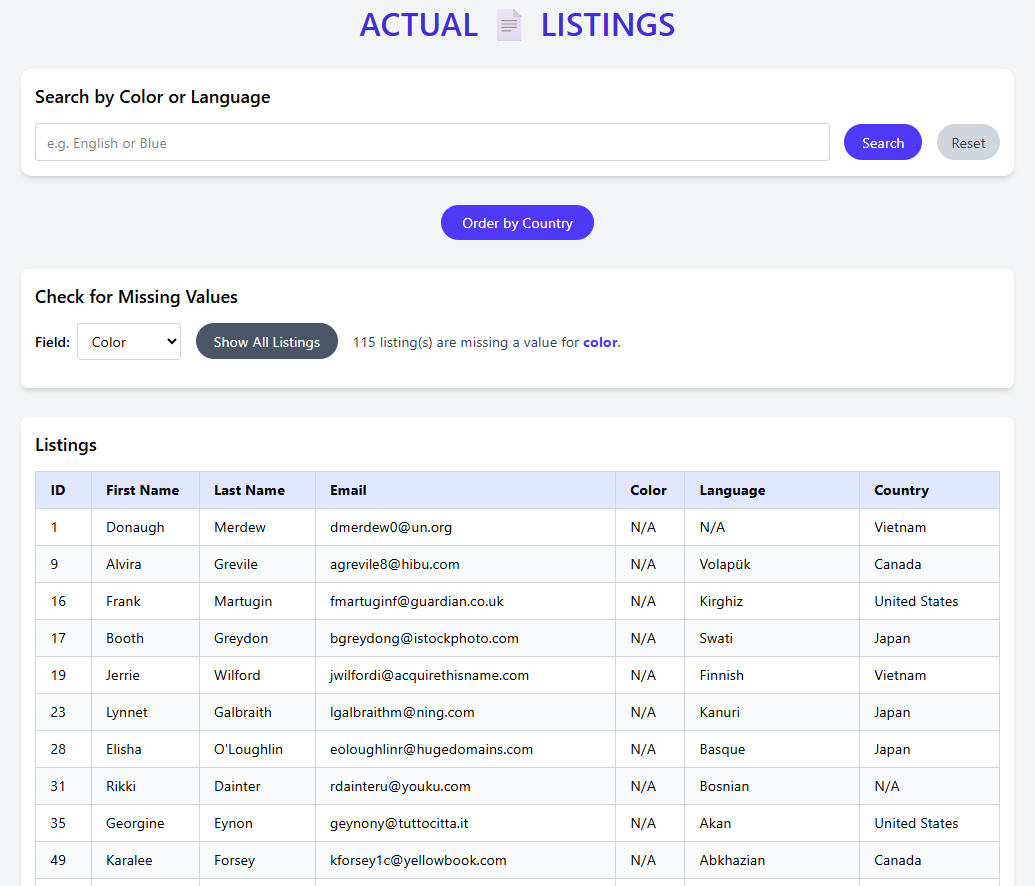 ACTUAL LISTINGS
Search by Color or Language
e.g. English or Blue Search Reset
Order by Country
Check for Missing Values
Field: Color Show All Listings 115 listing(s) are missing a value for color.
Listings
ID First Name Last Name Email Color Language Country
1 Donaugh Merdew dmerdew0@un.org N/A N/A Vietnam
9 Alvira Grevile agrevile8@hibu.com N/A Volapük Canada
16 Frank Martugin fmartuginf@guardian.co.uk N/A Kirghiz United States
17 Booth Greydon bgreydong@istockphoto.com N/A Swati Japan
19 Jerrie Wilford jwilfordi@acquirethisname.com N/A Finnish Vietnam
23 Lynnet Galbraith lgalbraithm@ning.com N/A Kanuri Japan
28 Elisha O'Loughlin eoloughlinr@hugedomains.com N/A Basque Japan
31 Rikki Dainter rdainteru@youku.com N/A Bosnian N/A
35 Georgine Eynon geynony@tuttocitta.it N/A Akan United States
49 Karalee Forsey kforsey1c@yellowbook.com N/A Abkhazian Canada